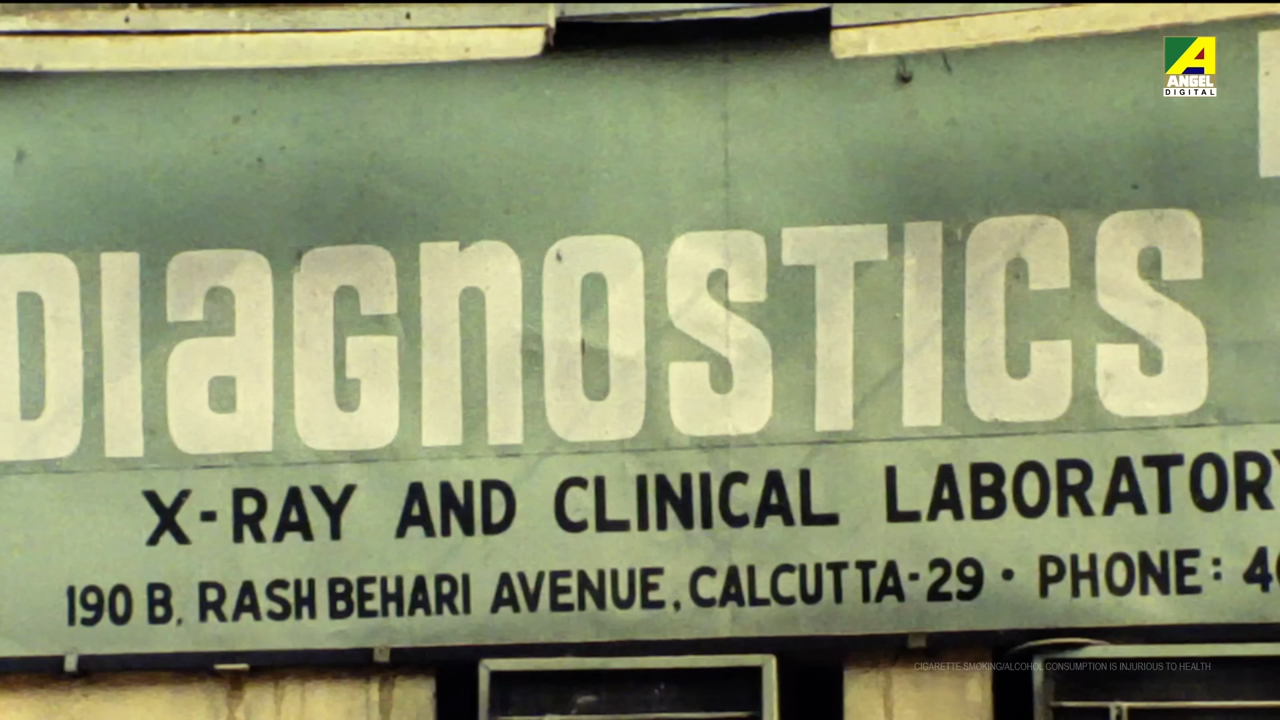 ANGEL
DIGITAL
DIaGnOSTICS
X-RAY AND CLINICAL LABORATORY
190 B, RASH BEHARI AVENUE, CALCUTTA-29 • PHONE: 4
CIGARETTE SMOKING/ALCOHOL CONSUMPTION IS INJURIOUS TO HEALTH